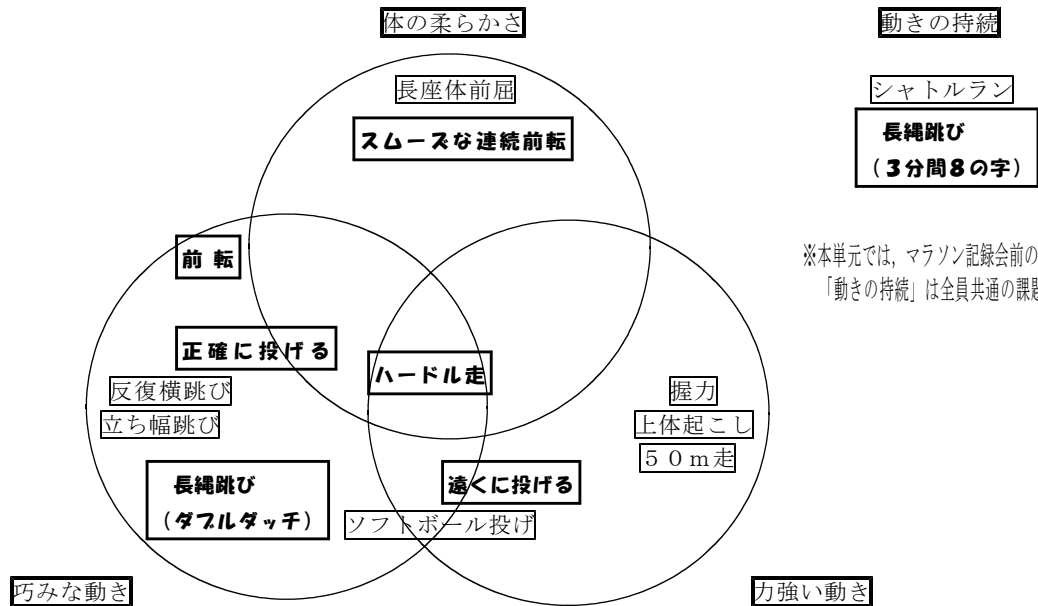 体の柔らかさ
動きの持続
長座体前屈
シャトルラン
スムーズな連続前転
長縄跳び
(3分間8の字)
前 転
※本単元では, マラソン記録会前の
「動きの持続」は全員共通の課題
正確に投げる
ハードル走
反復横跳び
立ち幅跳び
握力
上体起こし
50m走
長縄跳び
(ダブルダッチ)
遠くに投げる
ソフトボール投げ
巧みな動き
力強い動き